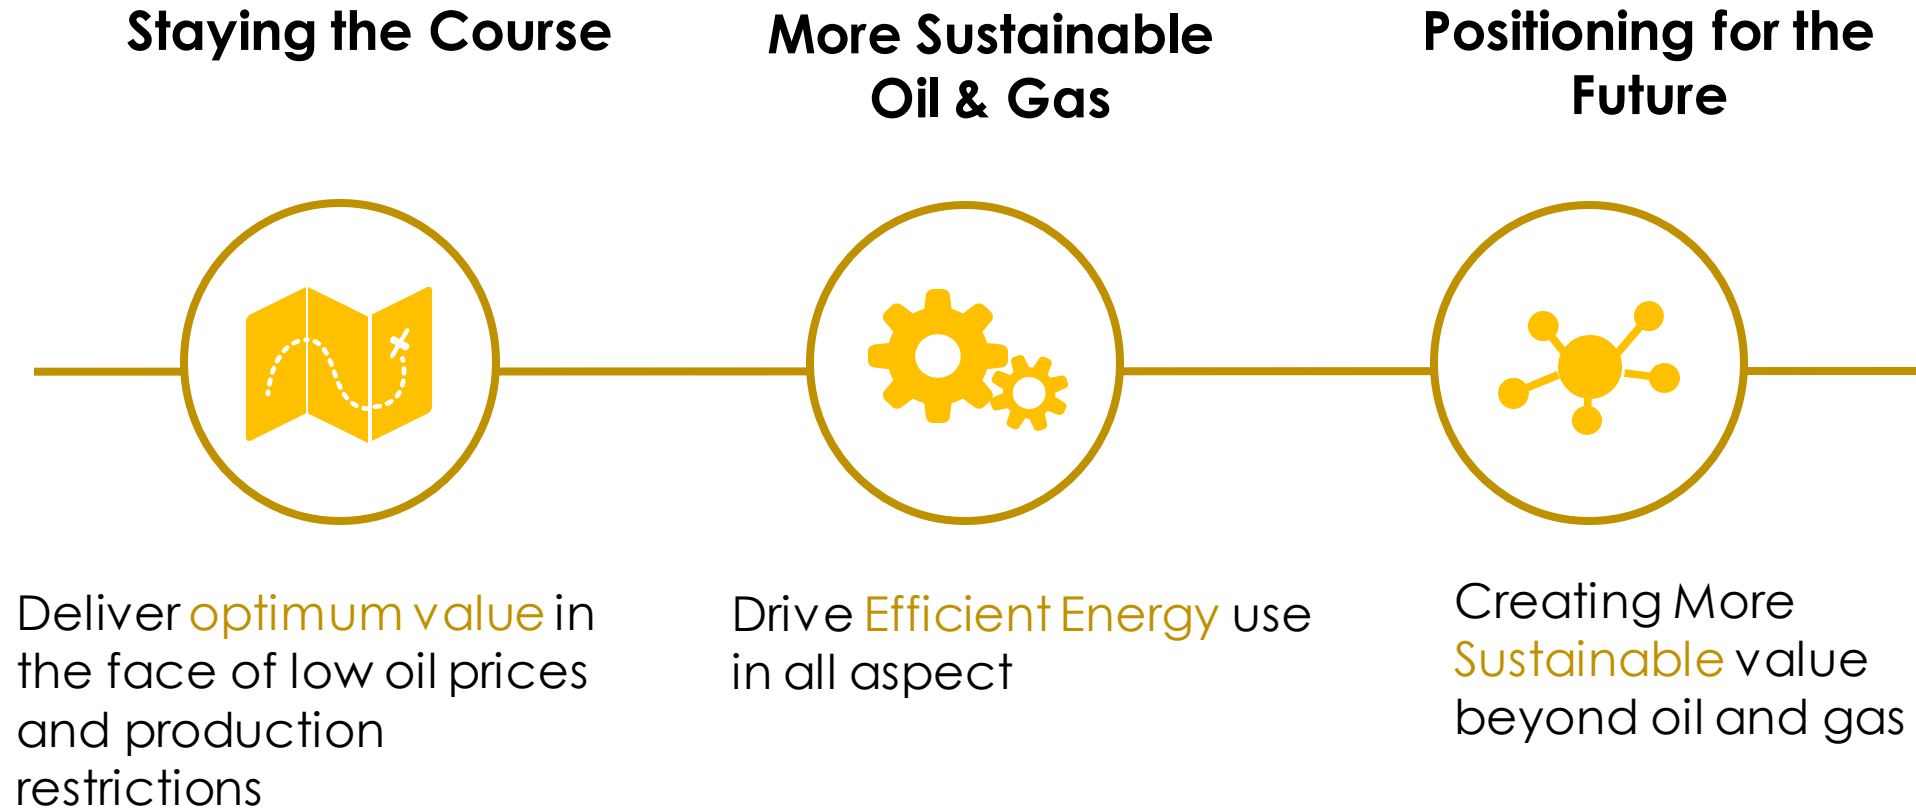 Staying the Course
More Sustainable
Oil & Gas
Positioning for the
Future
Deliver optimum value in
the face of low oil prices
and production
restrictions
Drive Efficient Energy use
in all aspect
Creating More
Sustainable value
beyond oil and gas